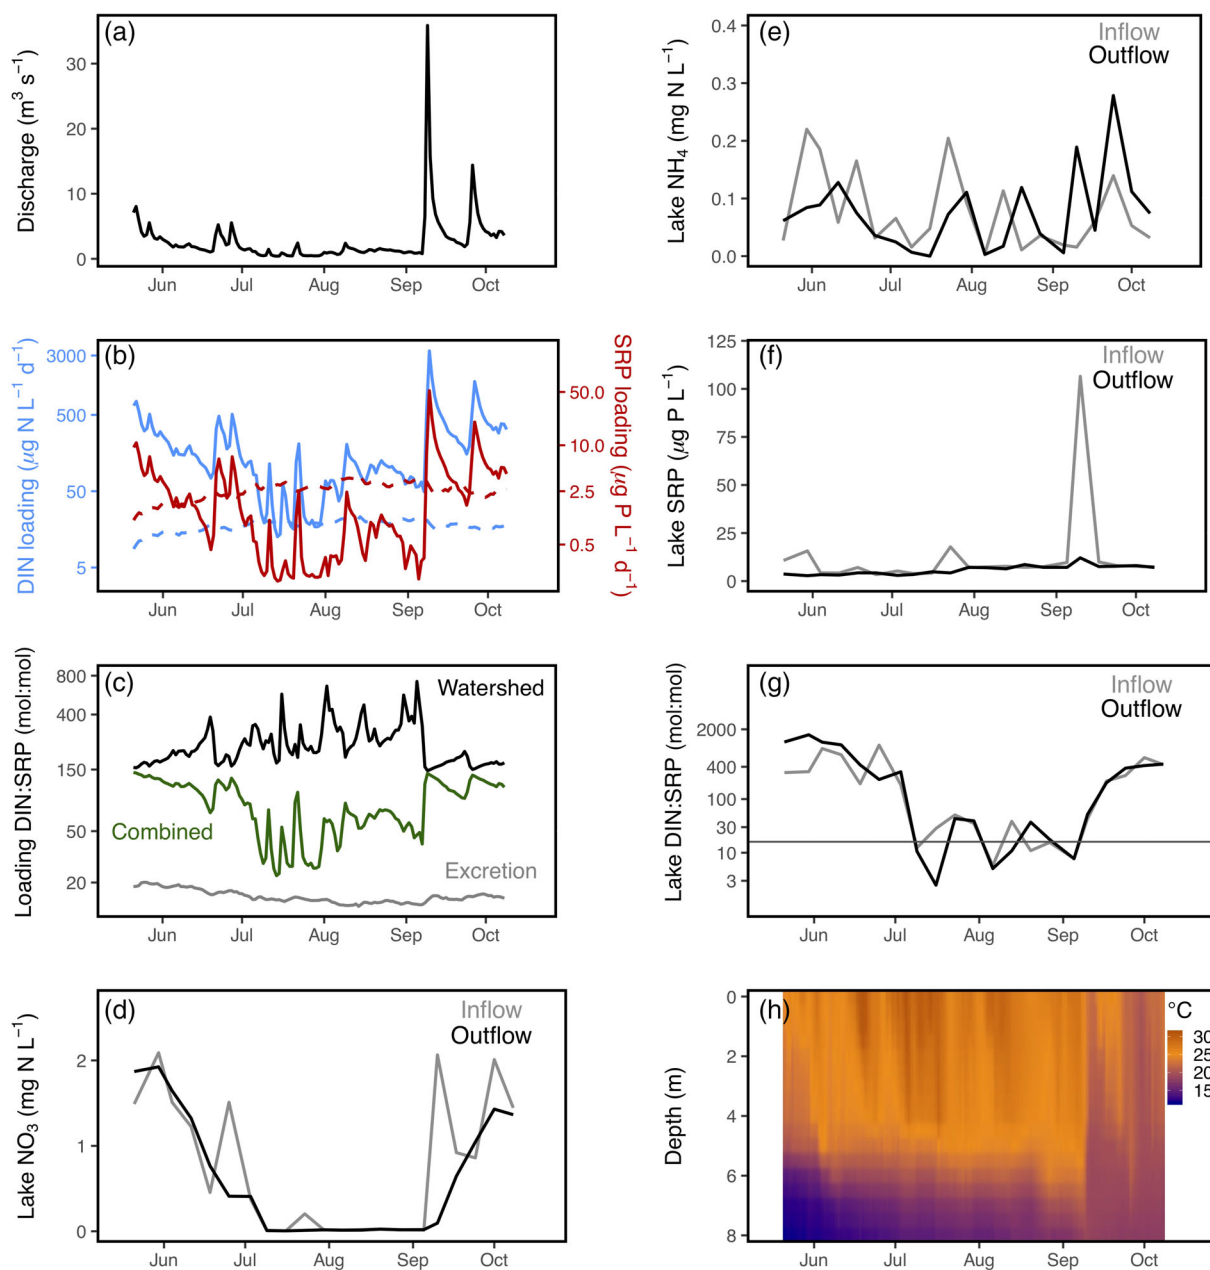 (a)
Discharge (m³ s⁻¹)
30
20
10
0
Jun Jul Aug Sep Oct
(e)
Inflow
Outflow
Lake NH₄ (mg N L⁻¹)
0.4
0.3
0.2
0.1
0.0
Jun Jul Aug Sep Oct
(b)
DIN loading (μg N L⁻¹ d⁻¹)
3000
500
50
5
SRP loading (μg P L⁻¹ d⁻¹)
50.0
10.0
2.5
0.5
Jun Jul Aug Sep Oct
(f)
Inflow
Outflow
Lake SRP (μg P L⁻¹)
125
100
75
50
25
0
Jun Jul Aug Sep Oct
(c)
Watershed
Combined
Excretion
Loading DIN:SRP (mol:mol)
800
400
150
50
20
Jun Jul Aug Sep Oct
(g)
Inflow
Outflow
Lake DIN:SRP (mol:mol)
2000
400
100
30
10
3
Jun Jul Aug Sep Oct
(d)
Inflow
Outflow
Lake NO₃ (mg N L⁻¹)
2
1
0
Jun Jul Aug Sep Oct
(h)
°C
30
25
20
15
Depth (m)
0
2
4
6
8
Jun Jul Aug Sep Oct